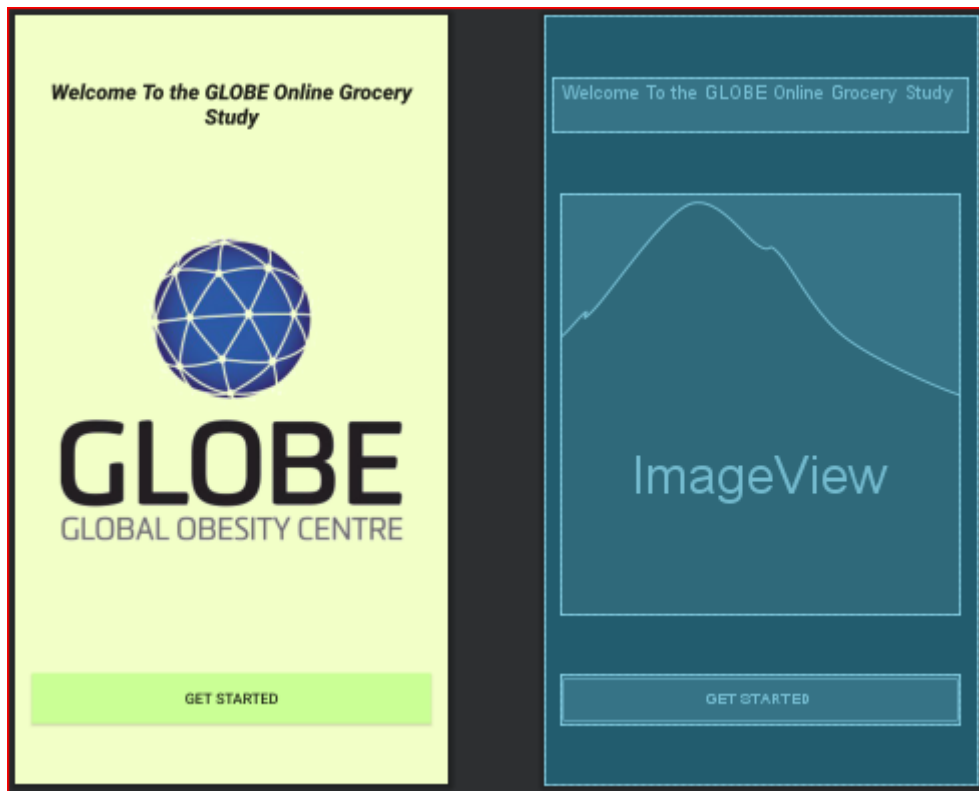 Welcome To the GLOBE Online Grocery
Study
GLOBE
GLOBAL OBESITY CENTRE
GET STARTED
Welcome To the GLOBE Online Grocery Study
ImageView
GET STARTED